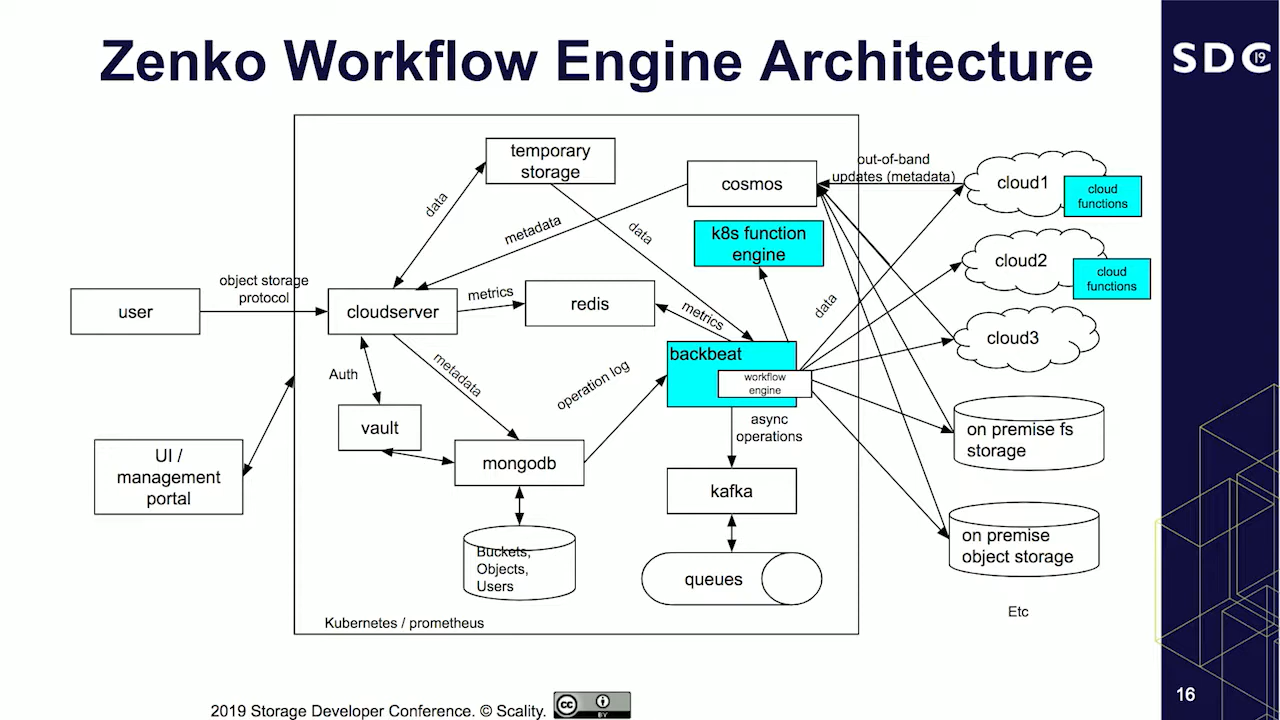 Zenko Workflow Engine Architecture
SDC 19
temporary
storage
cosmos
out-of-band
updates (metadata)
cloud1
cloud
functions
data
metadata
data
k8s function
engine
cloud2
cloud
functions
object storage
protocol
user
cloudserver
metrics
redis
metrics
data
cloud3
backbeat
workflow
engine
Auth
metadata
operation log
async
operations
vault
mongodb
on premise fs
storage
UI /
management
portal
kafka
Buckets,
Objects,
Users
queues
on premise
object storage
Etc
Kubernetes / prometheus
2019 Storage Developer Conference. © Scality.
cc
BY
16